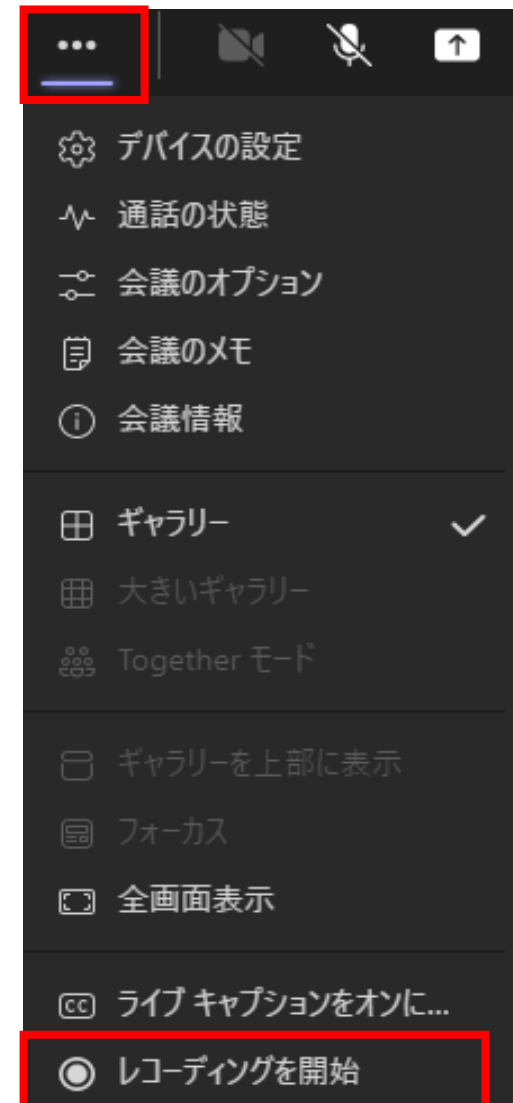 デバイスの設定
通話の状態
会議のオプション
会議のメモ
会議情報
ギャラリー
大きいギャラリー
Together モード
ギャラリーを上部に表示
フォーカス
全画面表示
CC ライブ キャプションをオンに...
レコーディングを開始